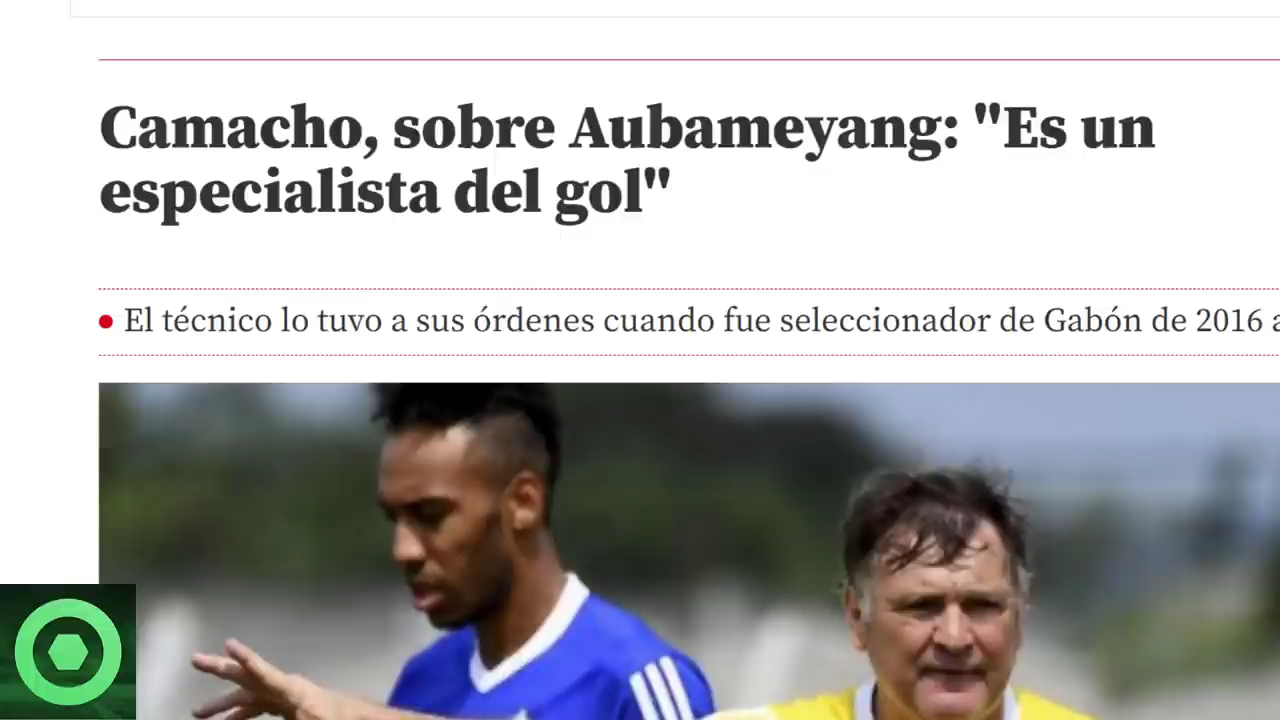 Camacho, sobre Aubameyang: "Es un
especialista del gol"
El técnico lo tuvo a sus órdenes cuando fue seleccionador de Gabón de 2016 a